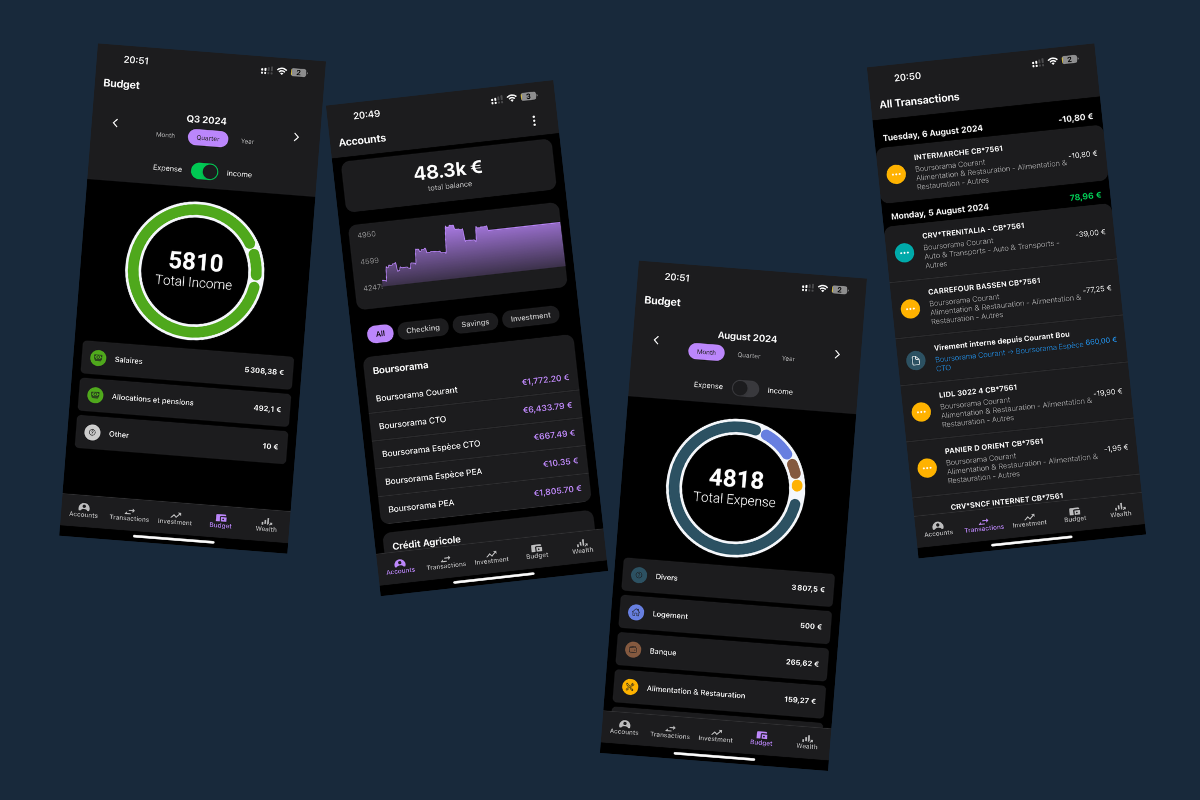 20:51
2
Budget
Q3 2024
Month
Quarter
Year
Expense
Income
5810
Total Income
Salaires
5 308,38 €
Allocations et pensions
492,1 €
Other
10 €
Accounts
Transactions
Investment
Budget
Wealth
20:49
3
Accounts
48.3k €
total balance
4950
4599
4247
All
Checking
Savings
Investment
Boursorama
Boursorama Courant
€1,772.20 €
Boursorama CTO
€6,433.79 €
Boursorama Espèce CTO
€667.49 €
Boursorama Espèce PEA
€10.35 €
Boursorama PEA
€1,805.70 €
Crédit Agricole
Accounts
Transactions
Investment
Budget
Wealth
20:51
2
Budget
August 2024
Month
Quarter
Year
Expense
Income
4818
Total Expense
Divers
3 807,5 €
Logement
500 €
Banque
265,62 €
Alimentation & Restauration
159,27 €
Accounts
Transactions
Investment
Budget
Wealth
20:50
2
All Transactions
Tuesday, 6 August 2024
-10,80 €
INTERMARCHE CB*7561
Boursorama Courant
-10,80 €
Alimentation & Restauration - Alimentation &
Restauration - Autres
Monday, 5 August 2024
78,96 €
CRV*TRENITALIA - CB*7561
Boursorama Courant
-39,00 €
Auto & Transports - Auto & Transports -
Autres
CARREFOUR BASSEN CB*7561
Boursorama Courant
-77,25 €
Alimentation & Restauration - Alimentation &
Restauration - Autres
Virement interne depuis Courant Bou
Boursorama Courant -> Boursorama Espèce
660,00 €
CTO
LIDL 3022 4 CB*7561
Boursorama Courant
-19,90 €
Alimentation & Restauration - Alimentation &
Restauration - Autres
PANIER D ORIENT CB*7561
Boursorama Courant
-1,95 €
Alimentation & Restauration - Alimentation &
Restauration - Autres
CRV*SNCF INTERNET CB*7561
Accounts
Transactions
Investment
Budget
Wealth